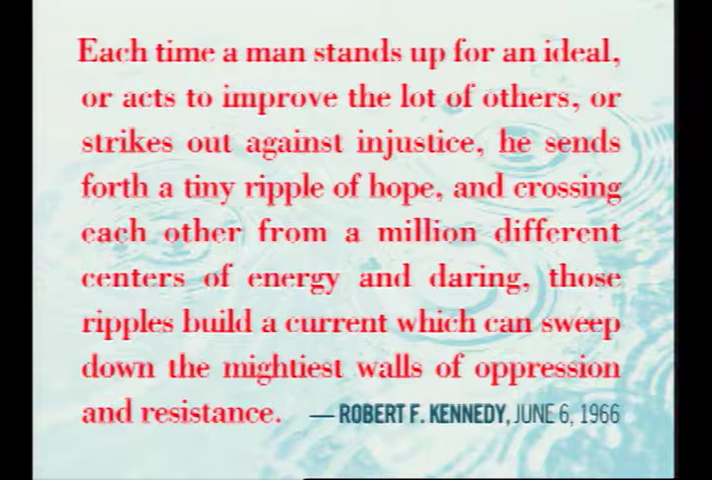 Each time a man stands up for an ideal,
or acts to improve the lot of others, or
strikes out against injustice, he sends
forth a tiny ripple of hope, and crossing
each other from a million different
centers of energy and daring, those
ripples build a current which can sweep
down the mightiest walls of oppression
and resistance. — ROBERT F. KENNEDY, JUNE 6, 1966